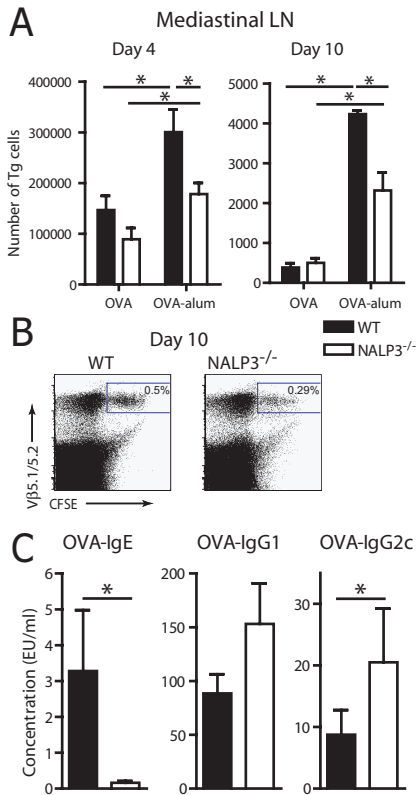 A
Mediastinal LN
Day 4
Day 10
Number of Tg cells
400000
300000
200000
100000
0
* *
*
OVA OVA-alum
5000
4000
3000
2000
1000
0
* *
*
OVA OVA-alum
WT
NALP3-/-
B
Day 10
WT
NALP3-/-
0.5%
0.29%
Vβ5.1/5.2
CFSE
C
OVA-IgE
OVA-IgG1
OVA-IgG2c
Concentration (EU/ml)
6
5
4
3
2
1
0
*
200
150
100
50
0
30
20
10
0
*